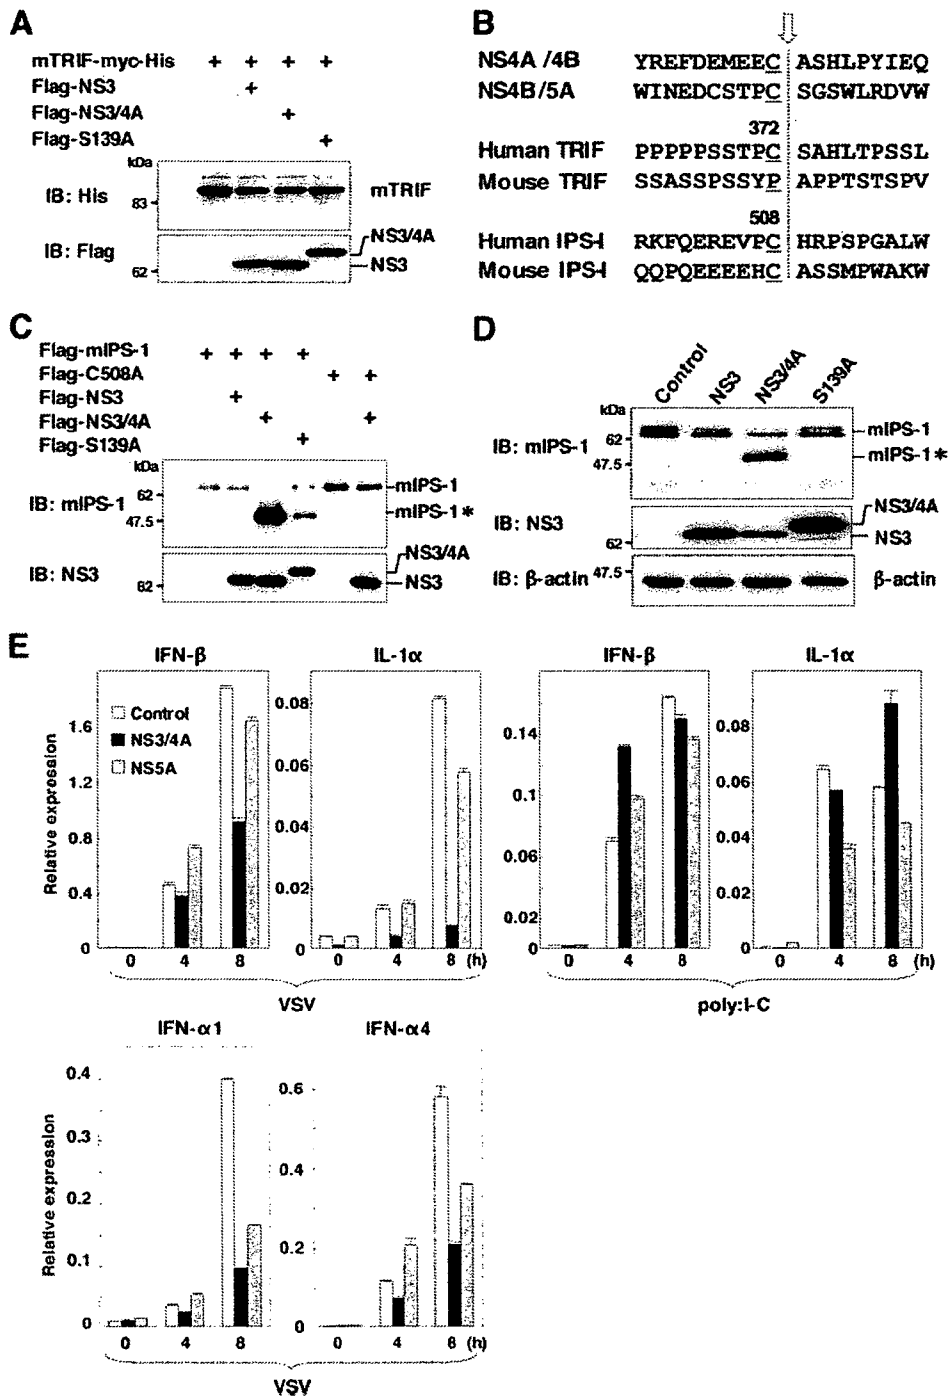 A
mTRIF-myc-His + + + +
Flag-NS3 +
Flag-NS3/4A +
Flag-S139A +
kDa
IB: His
83
mTRIF
IB: Flag
62
NS3/4A
NS3
B
NS4A /4B YREFDEMEEC ASHLPYIEQ
NS4B/5A WINEDCSTPC SGSWLRDVW
372
Human TRIF PPPPPSSTPC SAHLTPSSL
Mouse TRIF SSASSPSSYP APPTSTSPV
508
Human IPS-I RKFQEREVPC HRPSPGALW
Mouse IPS-I QQPQEEEEHC ASSMPWAKW
C
Flag-mIPS-1 + + + +
Flag-C508A + +
Flag-NS3 +
Flag-NS3/4A + +
Flag-S139A +
kDa
IB: mIPS-1
62
47.5
mIPS-1
mIPS-1*
IB: NS3
62
NS3/4A
NS3
D
Control NS3 NS3/4A S139A
kDa
IB: mIPS-1
62
47.5
mIPS-1
mIPS-1*
IB: NS3
62
NS3/4A
NS3
IB: β-actin
47.5
β-actin
E
IFN-β
Relative expression
1.6
1.2
0.8
0.4
0
Control
NS3/4A
NS5A
0 4 8
IL-1α
0.08
0.06
0.04
0.02
0
0 4 8 (h)
VSV
IFN-β
0.14
0.1
0.06
0.02
0
0 4 8
IL-1α
0.08
0.06
0.04
0.02
0
0 4 8 (h)
poly:I-C
IFN-α1
Relative expression
0.4
0.3
0.2
0.1
0
0 4 8
IFN-α4
0.6
0.4
0.2
0
0 4 8 (h)
VSV